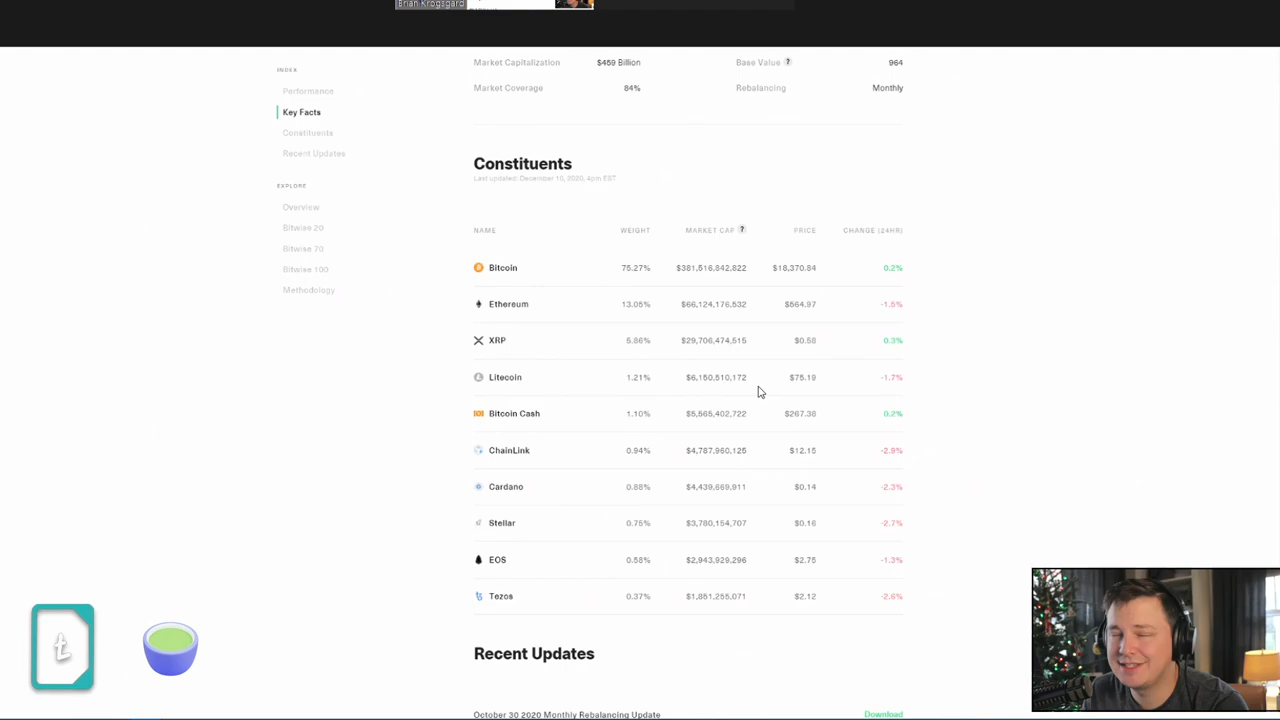 Brian Krogsgard
INDEX
Performence
Key Facts
Constituents
Recent Updates
EXPLORE
Overview
Bitwise 20
Bitwise 70
Bitwise 100
Methodology
Market Capitalization $459 Billion Base Value ? 964
Market Coverage 84% Rebalancing Monthly
Constituents
Last updated: December 10, 2020, 4pm EST
NAME WEIGHT MARKET CAP ? PRICE CHANGE (24HR)
Bitcoin 75.27% $381,516,842,822 $18,370.84 0.2%
Ethereum 13.05% $66,124,176,532 $564.97 -1.5%
XRP 5.86% $29,706,474,515 $0.58 0.3%
Litecoin 1.21% $6,150,510,172 $75.19 -1.7%
Bitcoin Cash 1.10% $5,565,402,722 $267.38 0.2%
ChainLink 0.94% $4,787,960,125 $12.15 -2.9%
Cardano 0.88% $4,439,669,911 $0.14 -2.3%
Stellar 0.75% $3,780,154,707 $0.16 -2.7%
EOS 0.58% $2,943,929,296 $2.75 -1.3%
Tezos 0.37% $1,851,255,071 $2.12 -2.6%
Recent Updates
October 30 2020 Monthly Rebalancing Update Download